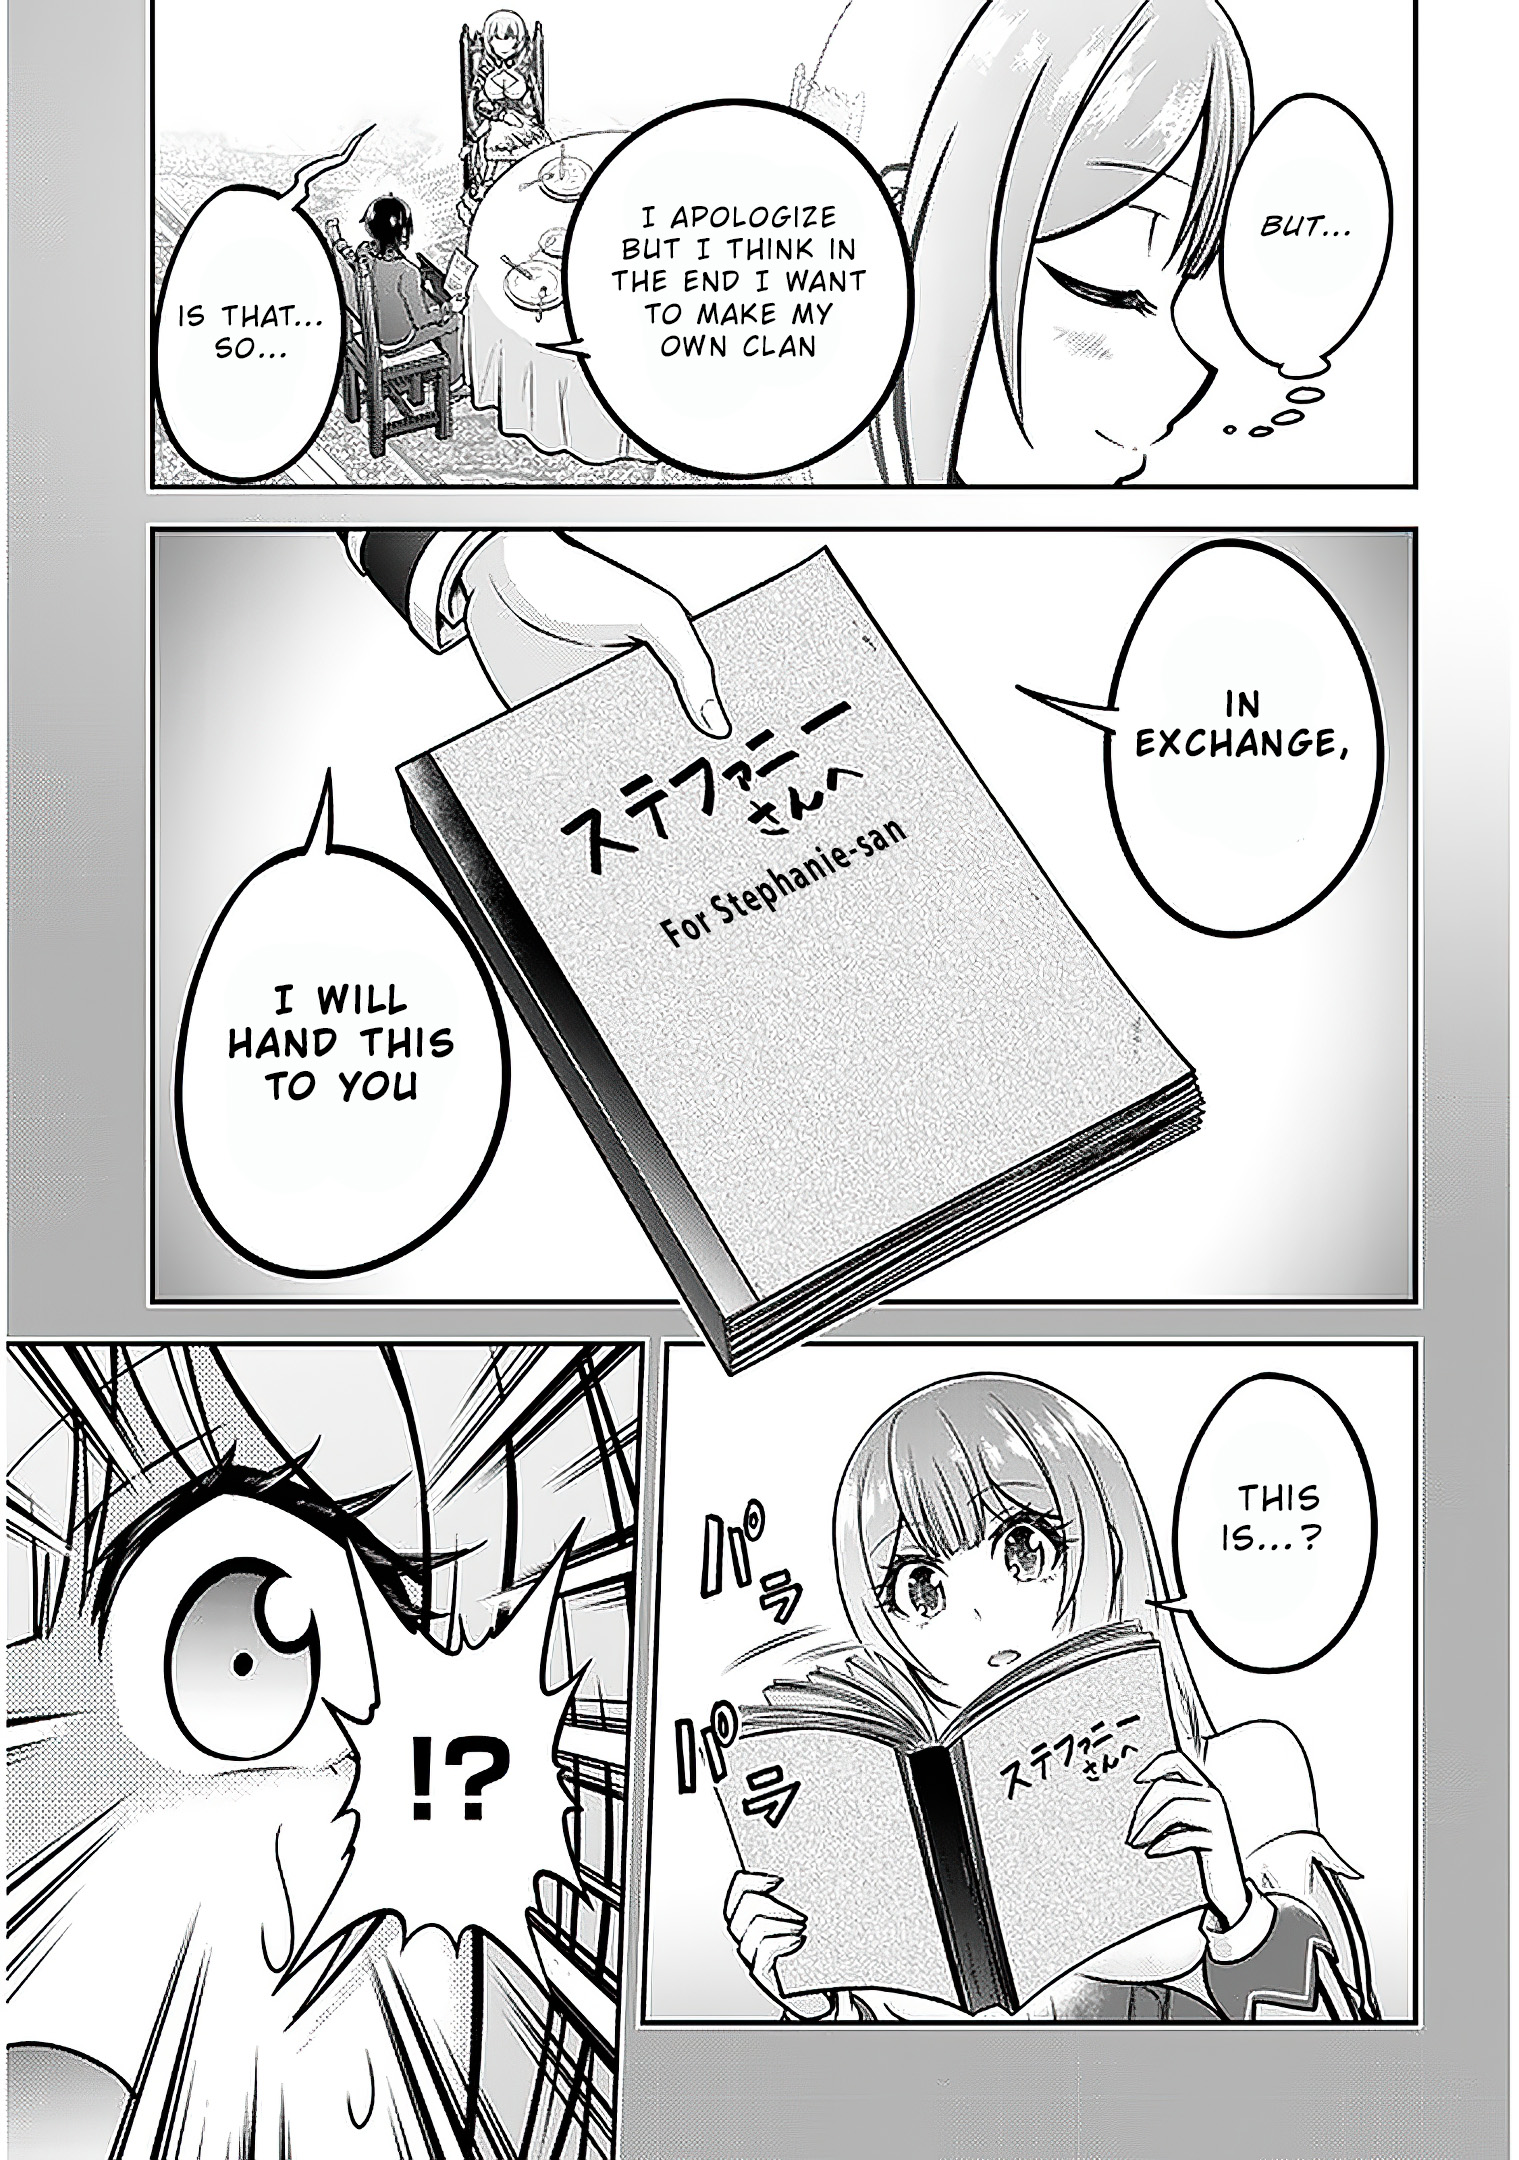 BUT...
I APOLOGIZE
BUT I THINK IN
THE END I WANT
TO MAKE MY
OWN CLAN
IS THAT...
SO...
IN
EXCHANGE,
ステファニー
さんへ
For Stephanie-san
I WILL
HAND THIS
TO YOU
THIS
IS...?
パラ
パラ
ステファニー
さんへ
!?